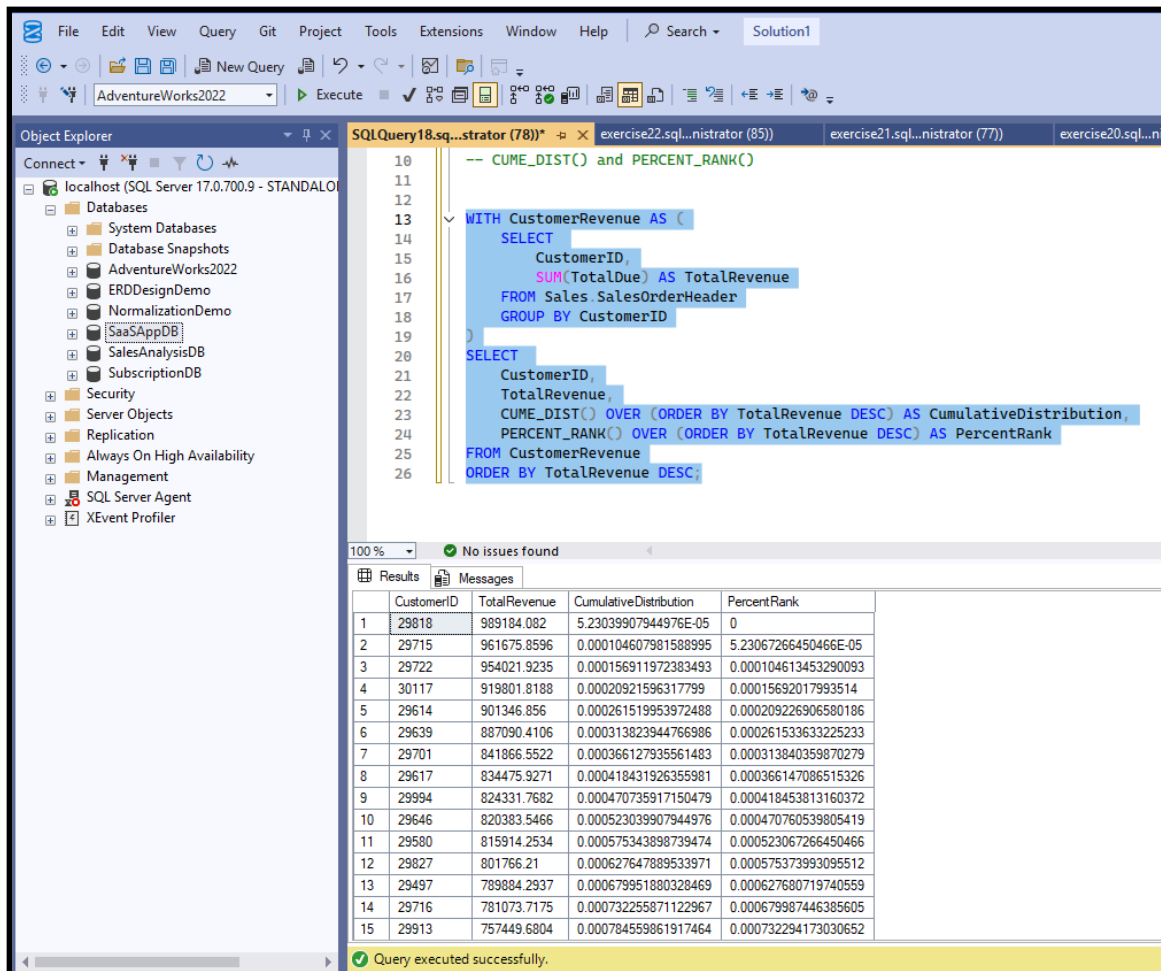 File Edit View Query Git Project Tools Extensions Window Help Search Solution1
New Query
AdventureWorks2022 Execute
Object Explorer
Connect
localhost (SQL Server 17.0.700.9 - STANDALO
Databases
System Databases
Database Snapshots
AdventureWorks2022
ERDDesignDemo
NormalizationDemo
SaaSAppDB
SalesAnalysisDB
SubscriptionDB
Security
Server Objects
Replication
Always On High Availability
Management
SQL Server Agent
XEvent Profiler
SQLQuery18.sq...strator (78))* exercise22.sql...nistrator (85)) exercise21.sql...nistrator (77)) exercise20.sql...ni
10 -- CUME_DIST() and PERCENT_RANK()
11
12
13 WITH CustomerRevenue AS (
14 SELECT
15 CustomerID,
16 SUM(TotalDue) AS TotalRevenue
17 FROM Sales.SalesOrderHeader
18 GROUP BY CustomerID
19 )
20 SELECT
21 CustomerID,
22 TotalRevenue,
23 CUME_DIST() OVER (ORDER BY TotalRevenue DESC) AS CumulativeDistribution,
24 PERCENT_RANK() OVER (ORDER BY TotalRevenue DESC) AS PercentRank
25 FROM CustomerRevenue
26 ORDER BY TotalRevenue DESC;
100 % No issues found
Results Messages
CustomerID TotalRevenue CumulativeDistribution PercentRank
1 29818 989184.082 5.23039907944976E-05 0
2 29715 961675.8596 0.000104607981588995 5.23067266450466E-05
3 29722 954021.9235 0.000156911972383493 0.000104613453290093
4 30117 919801.8188 0.00020921596317799 0.00015692017993514
5 29614 901346.856 0.000261519953972488 0.000209226906580186
6 29639 887090.4106 0.000313823944766986 0.000261533633225233
7 29701 841866.5522 0.000366127935561483 0.000313840359870279
8 29617 834475.9271 0.000418431926355981 0.000366147086515326
9 29994 824331.7682 0.000470735917150479 0.000418453813160372
10 29646 820383.5466 0.000523039907944976 0.000470760539805419
11 29580 815914.2534 0.000575343898739474 0.000523067266450466
12 29827 801766.21 0.000627647889533971 0.000575373993095512
13 29497 789884.2937 0.000679951880328469 0.000627680719740559
14 29716 781073.7175 0.000732255871122967 0.000679987446385605
15 29913 757449.6804 0.000784559861917464 0.000732294173030652
Query executed successfully.